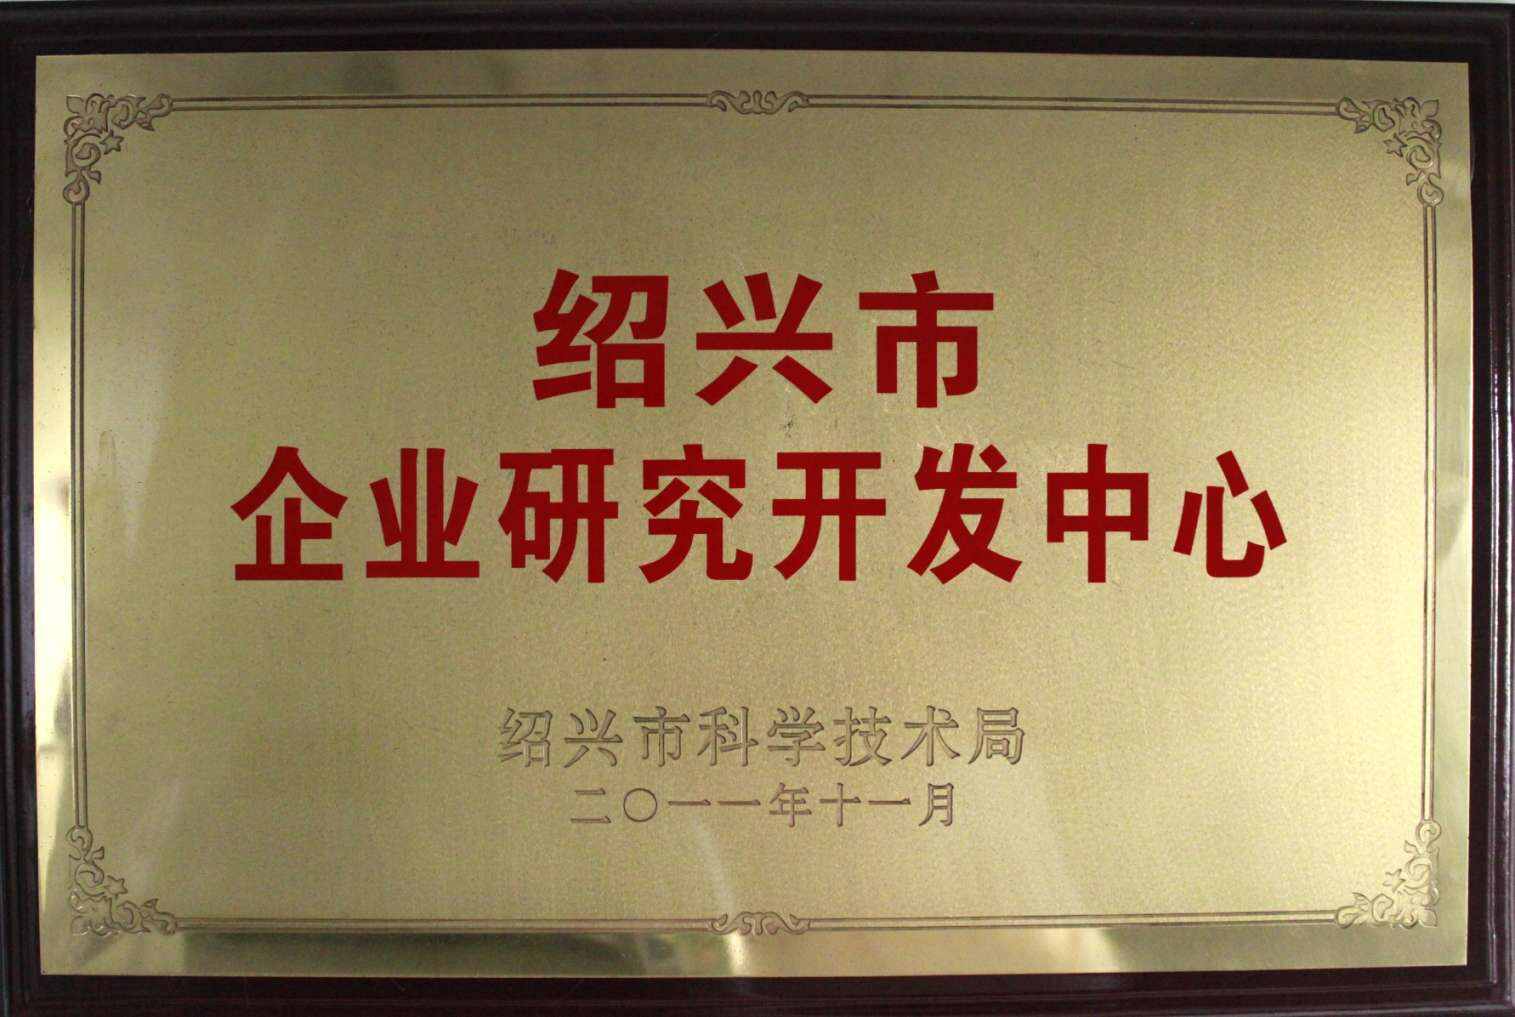 绍兴市
企业研究开发中心
绍兴市科学技术局
二〇一一年十一月